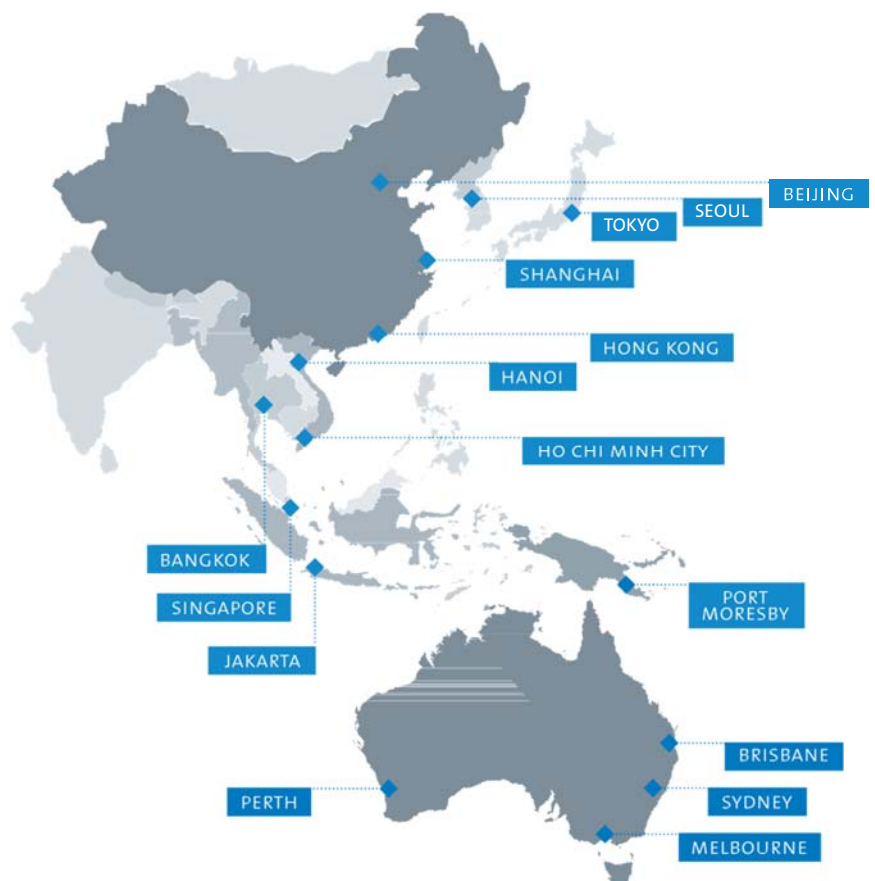 BEIJING
SEOUL
TOKYO
SHANGHAI
HONG KONG
HANOI
HO CHI MINH CITY
BANGKOK
SINGAPORE
PORT
MORESBY
JAKARTA
BRISBANE
PERTH
SYDNEY
MELBOURNE